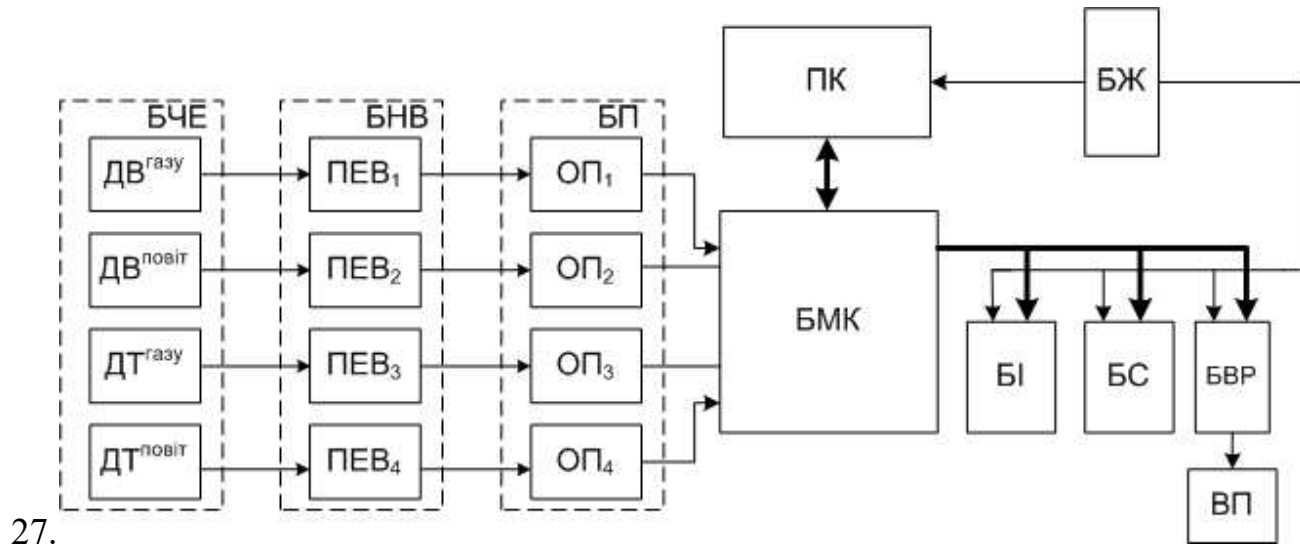 ПК
БЖ
БЧЕ
БНВ
БП
ДВгазу
ПЕВ1
ОП1
ДВповіт
ПЕВ2
ОП2
БМК
ДТгазу
ПЕВ3
ОП3
БІ
БС
БВР
ДТповіт
ПЕВ4
ОП4
ВП
27.